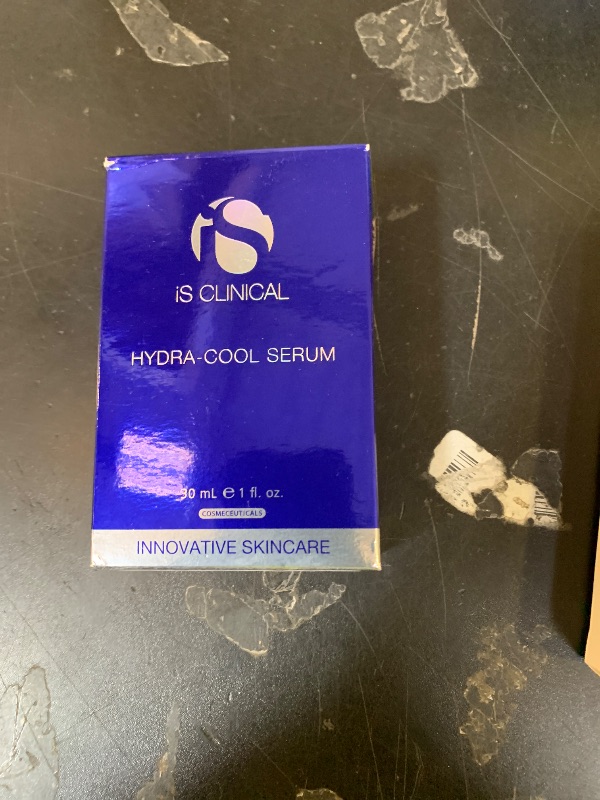 iS
iS CLINICAL
HYDRA-COOL SERUM
30 mL ℮ 1 fl. oz.
COSMECEUTICALS
INNOVATIVE SKINCARE